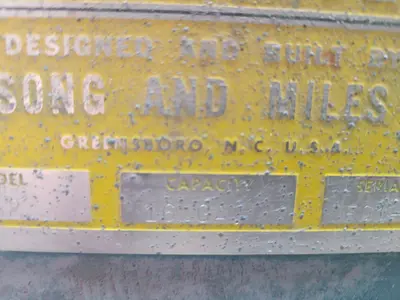 DESIGNED AND BUILT BY
SONG AND MILES
GREENSBORO, N.C. U.S.A.
DEL CAPACITY SERIA